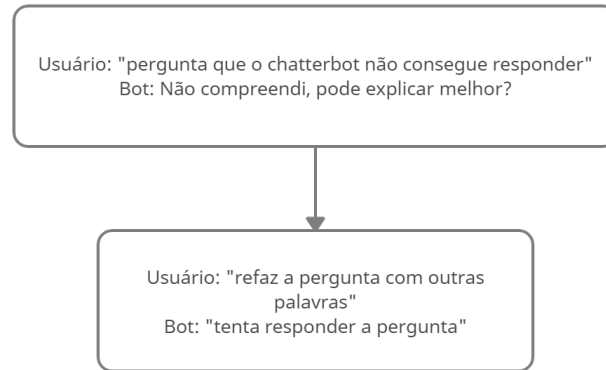 Usuário: "pergunta que o chatterbot não consegue responder"
Bot: Não compreendi, pode explicar melhor?
Usuário: "refaz a pergunta com outras
palavras"
Bot: "tenta responder a pergunta"